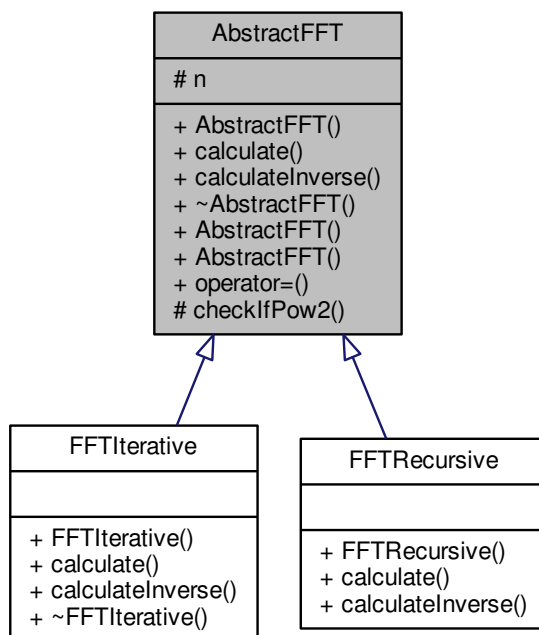 AbstractFFT
# n
+ AbstractFFT()
+ calculate()
+ calculateInverse()
+ ~AbstractFFT()
+ AbstractFFT()
+ AbstractFFT()
+ operator=()
# checkIfPow2()
FFTIterative
+ FFTIterative()
+ calculate()
+ calculateInverse()
+ ~FFTIterative()
FFTRecursive
+ FFTRecursive()
+ calculate()
+ calculateInverse()